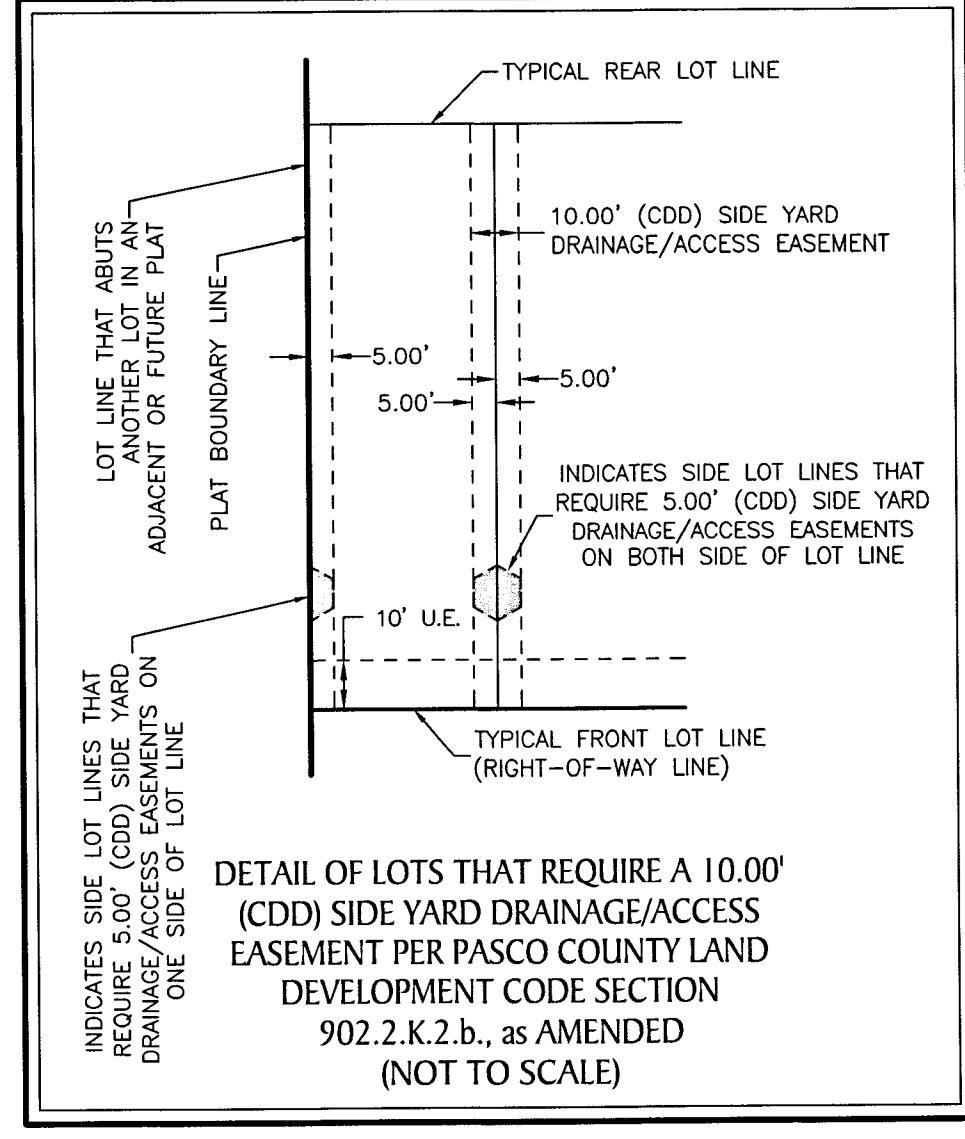 TYPICAL REAR LOT LINE
LOT LINE THAT ABUTS
ANOTHER LOT IN AN
ADJACENT OR FUTURE PLAT
PLAT BOUNDARY LINE
10.00' (CDD) SIDE YARD
DRAINAGE/ACCESS EASEMENT
5.00'
5.00'
5.00'
INDICATES SIDE LOT LINES THAT
REQUIRE 5.00' (CDD) SIDE YARD
DRAINAGE/ACCESS EASEMENTS
ON BOTH SIDE OF LOT LINE
10' U.E.
INDICATES SIDE LOT LINES THAT
REQUIRE 5.00' (CDD) SIDE YARD
DRAINAGE/ACCESS EASEMENTS ON
ONE SIDE OF LOT LINE
TYPICAL FRONT LOT LINE
(RIGHT-OF-WAY LINE)
DETAIL OF LOTS THAT REQUIRE A 10.00'
(CDD) SIDE YARD DRAINAGE/ACCESS
EASEMENT PER PASCO COUNTY LAND
DEVELOPMENT CODE SECTION
902.2.K.2.b., as AMENDED
(NOT TO SCALE)